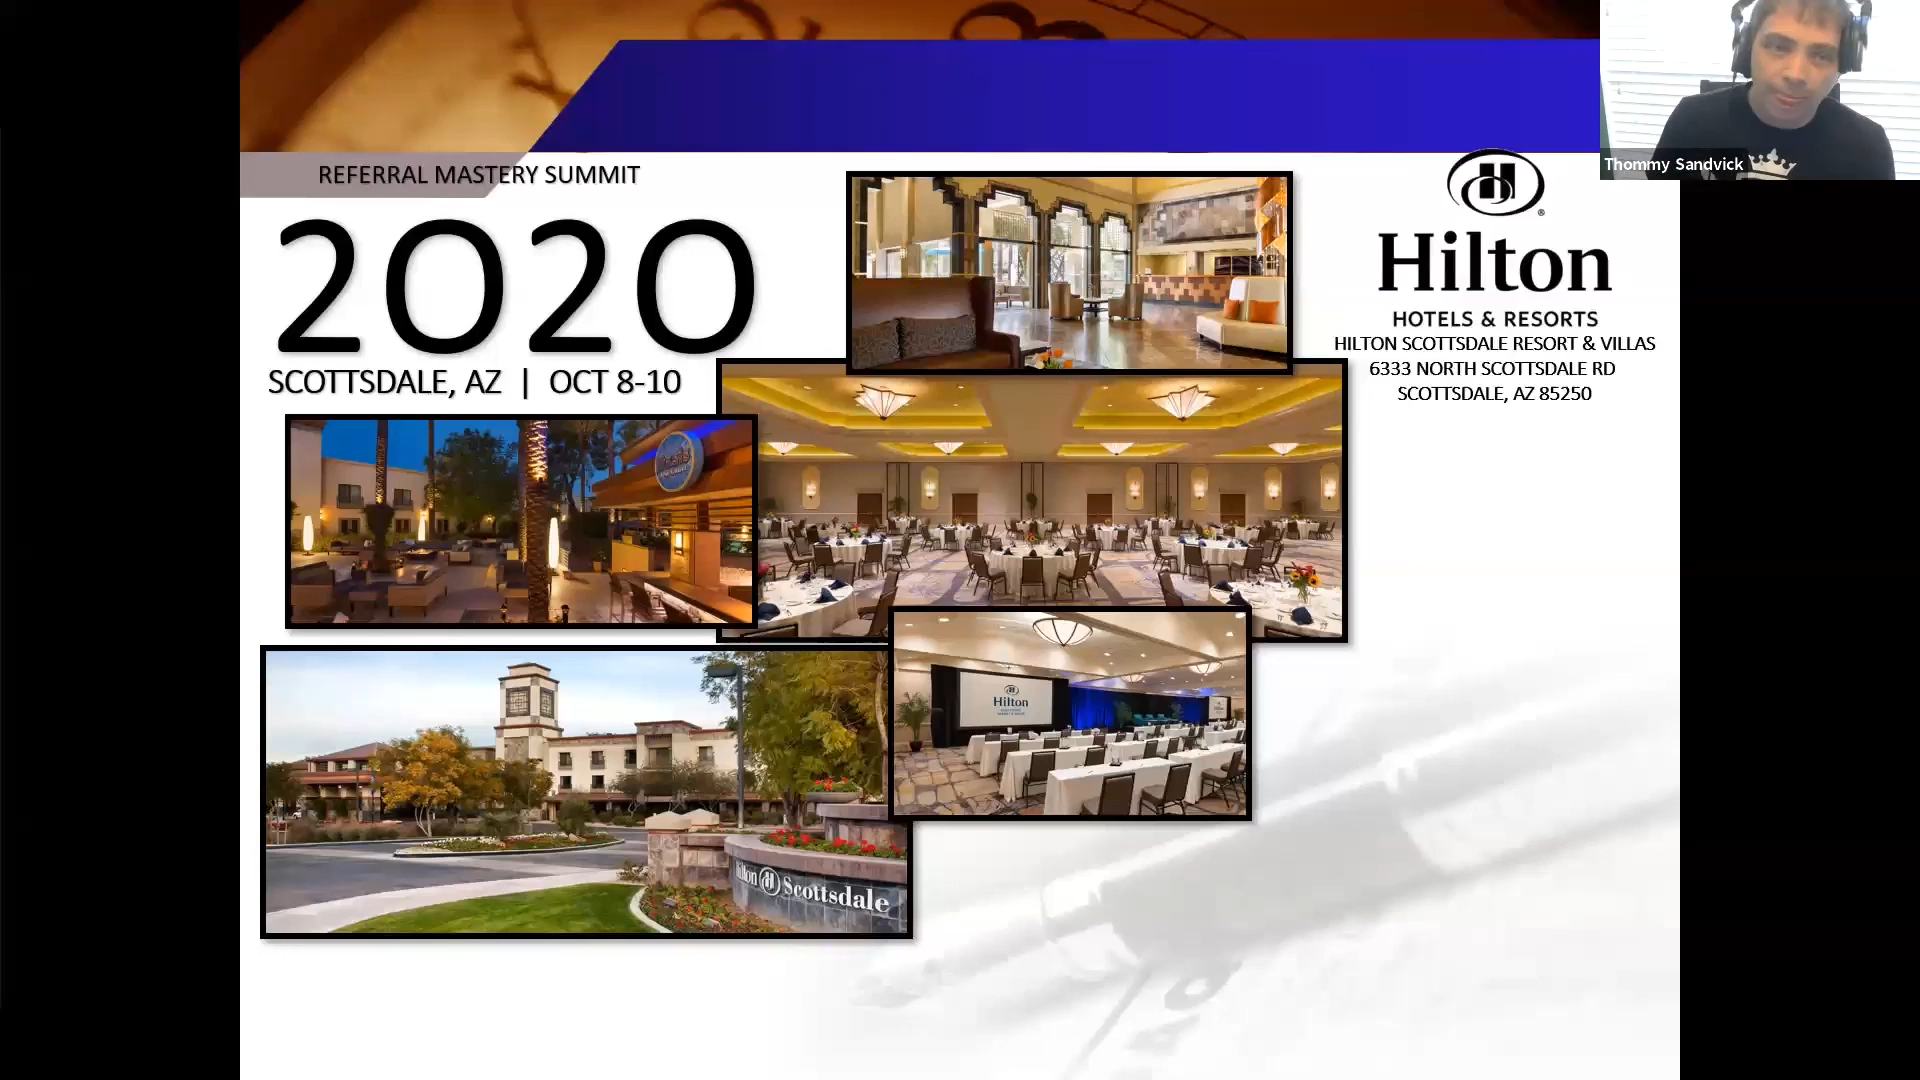 Thommy Sandvick
REFERRAL MASTERY SUMMIT
2020
SCOTTSDALE, AZ | OCT 8-10
Hilton
HOTELS & RESORTS
HILTON SCOTTSDALE RESORT & VILLAS
6333 NORTH SCOTTSDALE RD
SCOTTSDALE, AZ 85250
Hilton
Hilton Scottsdale